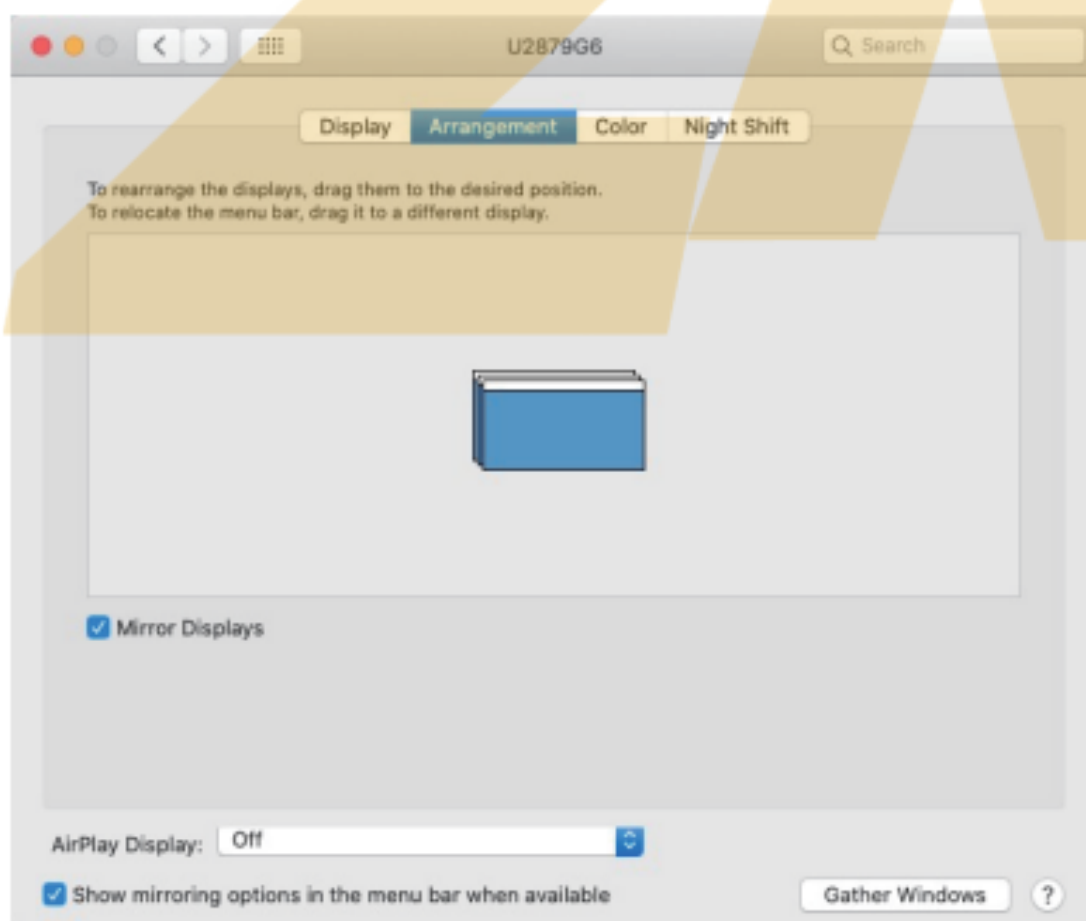 U2879G6
Search
Display
Arrangement
Color
Night Shift
To rearrange the displays, drag them to the desired position.
To relocate the menu bar, drag it to a different display.
Mirror Displays
AirPlay Display:
Off
Show mirroring options in the menu bar when available
Gather Windows
?